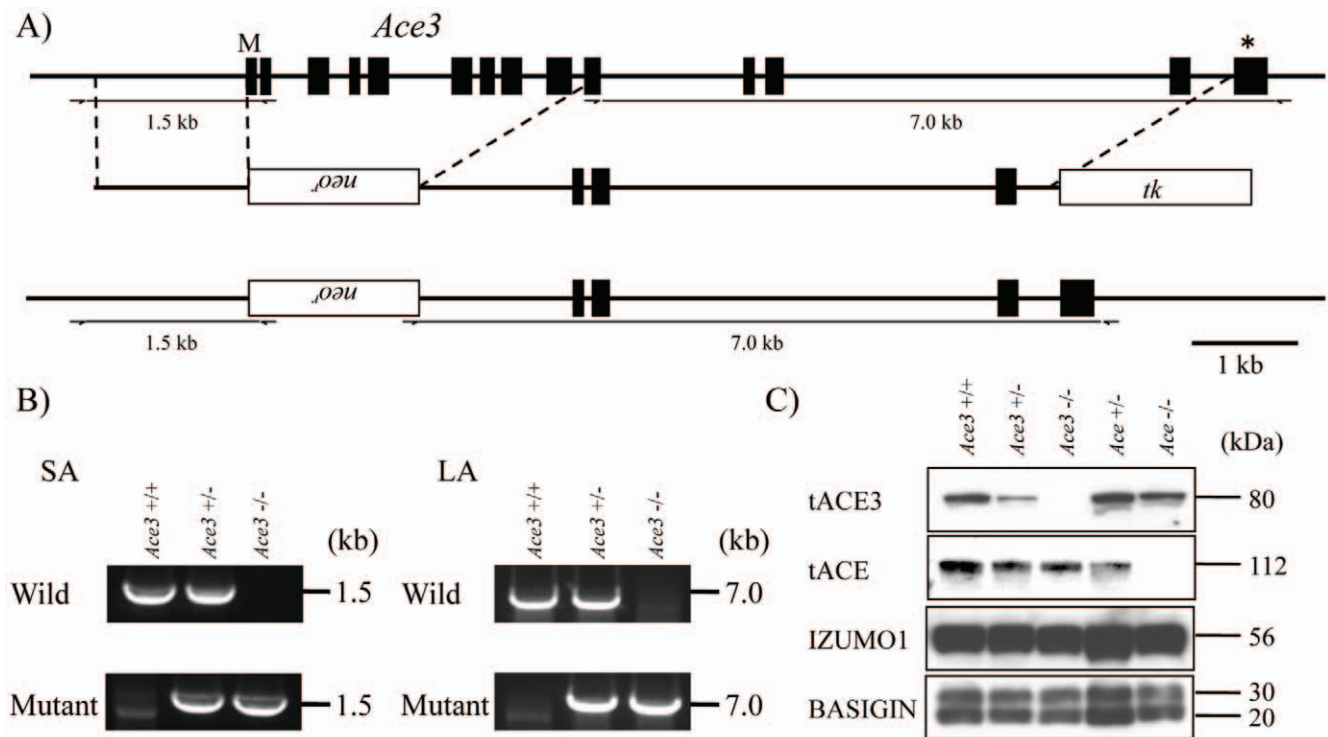 A)
Ace3
M
*
1.5 kb
7.0 kb
neoʳ
tk
neoʳ
1.5 kb
7.0 kb
1 kb
B)
SA
Ace3 +/+
Ace3 +/-
Ace3 -/-
(kb)
Wild
1.5
Mutant
1.5
LA
Ace3 +/+
Ace3 +/-
Ace3 -/-
(kb)
Wild
7.0
Mutant
7.0
C)
Ace3 +/+
Ace3 +/-
Ace3 -/-
Ace +/-
Ace -/-
(kDa)
tACE3
80
tACE
112
IZUMO1
56
BASIGIN
30
20